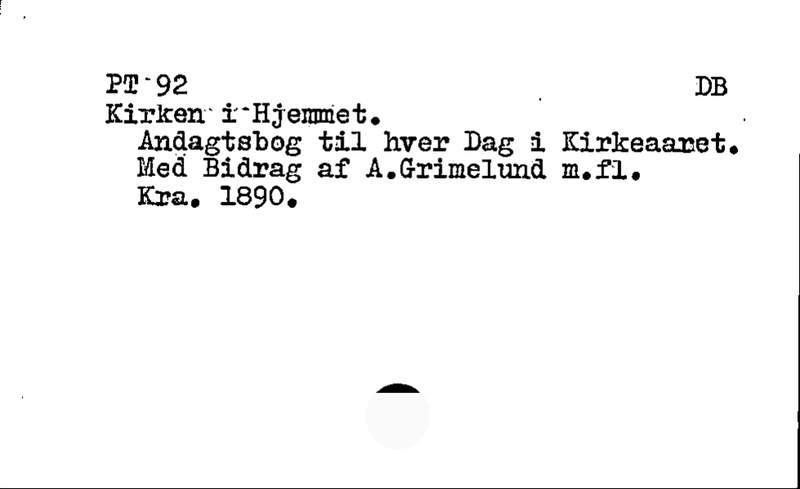 PT 92 DB
Kirken i Hjemmet.
Andagtsbog til hver Dag i Kirkeaaret.
Med Bidrag af A.Grimelund m.fl.
Kra. 1890.